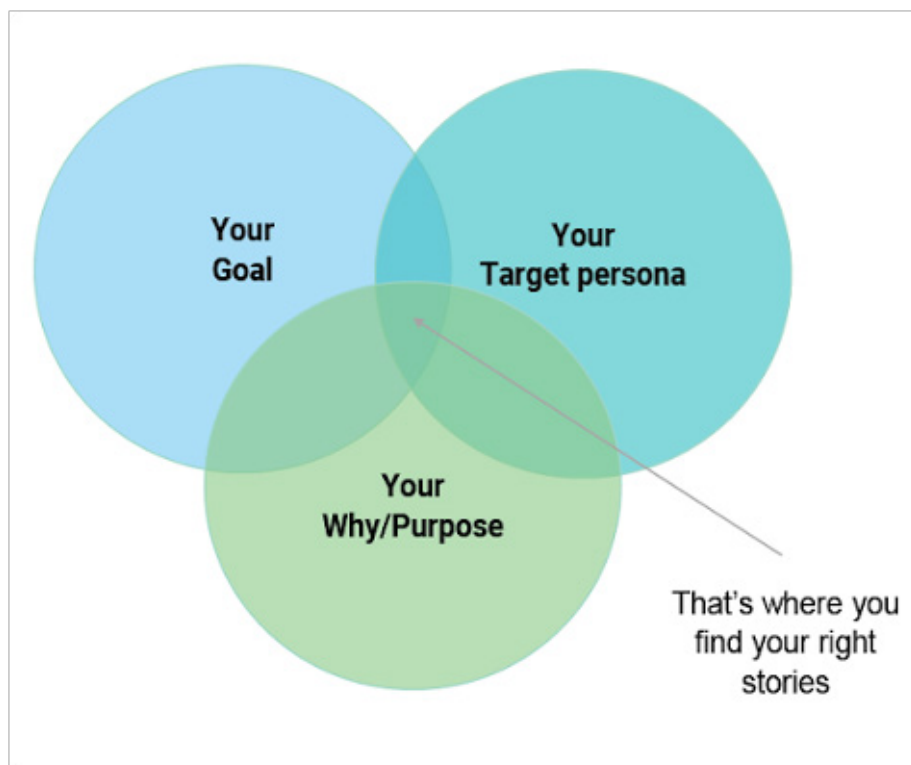 Your
Goal
Your
Target persona
Your
Why/Purpose
That's where you
find your right
stories